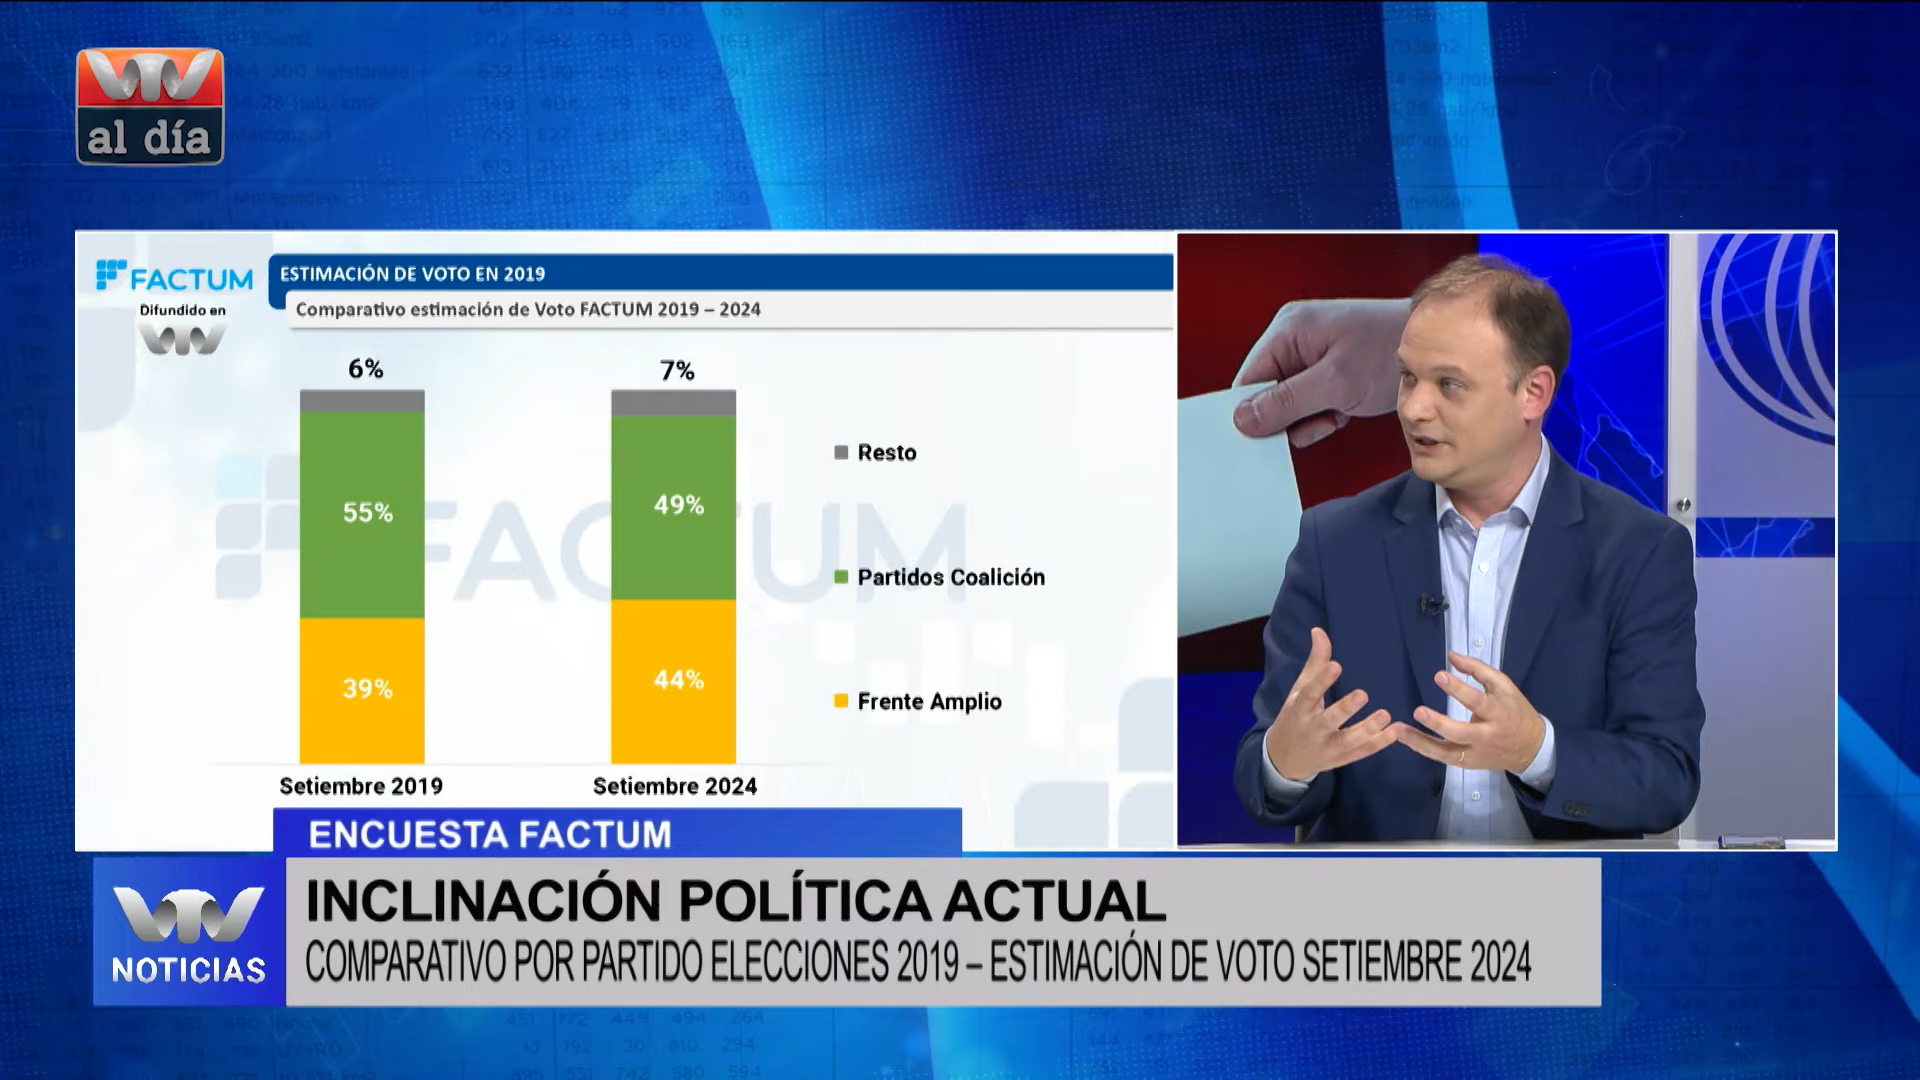 VTV
al día
FACTUM
Difundido en
VTV
ESTIMACIÓN DE VOTO EN 2019
Comparativo estimación de Voto FACTUM 2019 – 2024
6%
7%
55%
49%
39%
44%
Resto
Partidos Coalición
Frente Amplio
Setiembre 2019
Setiembre 2024
FACTUM
ENCUESTA FACTUM
VTV
NOTICIAS
INCLINACIÓN POLÍTICA ACTUAL
COMPARATIVO POR PARTIDO ELECCIONES 2019 – ESTIMACIÓN DE VOTO SETIEMBRE 2024